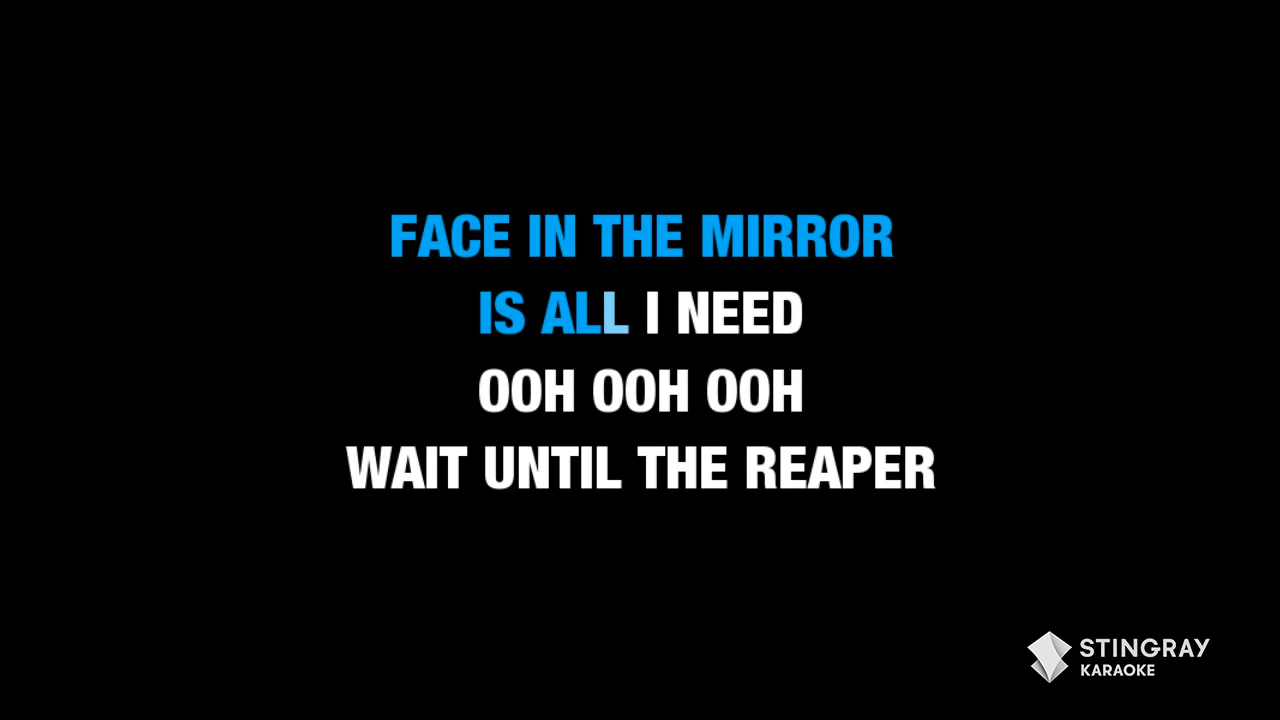 FACE IN THE MIRROR
IS ALL I NEED
OOH OOH OOH
WAIT UNTIL THE REAPER
STINGRAY
KARAOKE